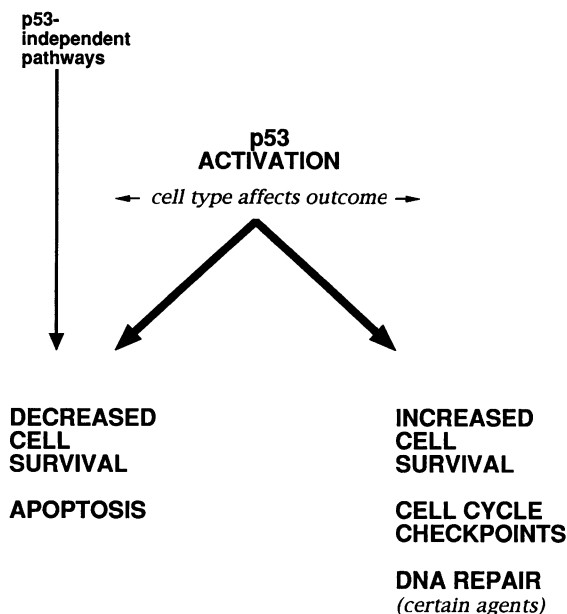 p53-
independent
pathways
p53
ACTIVATION
cell type affects outcome
DECREASED
CELL
SURVIVAL
APOPTOSIS
INCREASED
CELL
SURVIVAL
CELL CYCLE
CHECKPOINTS
DNA REPAIR
(certain agents)